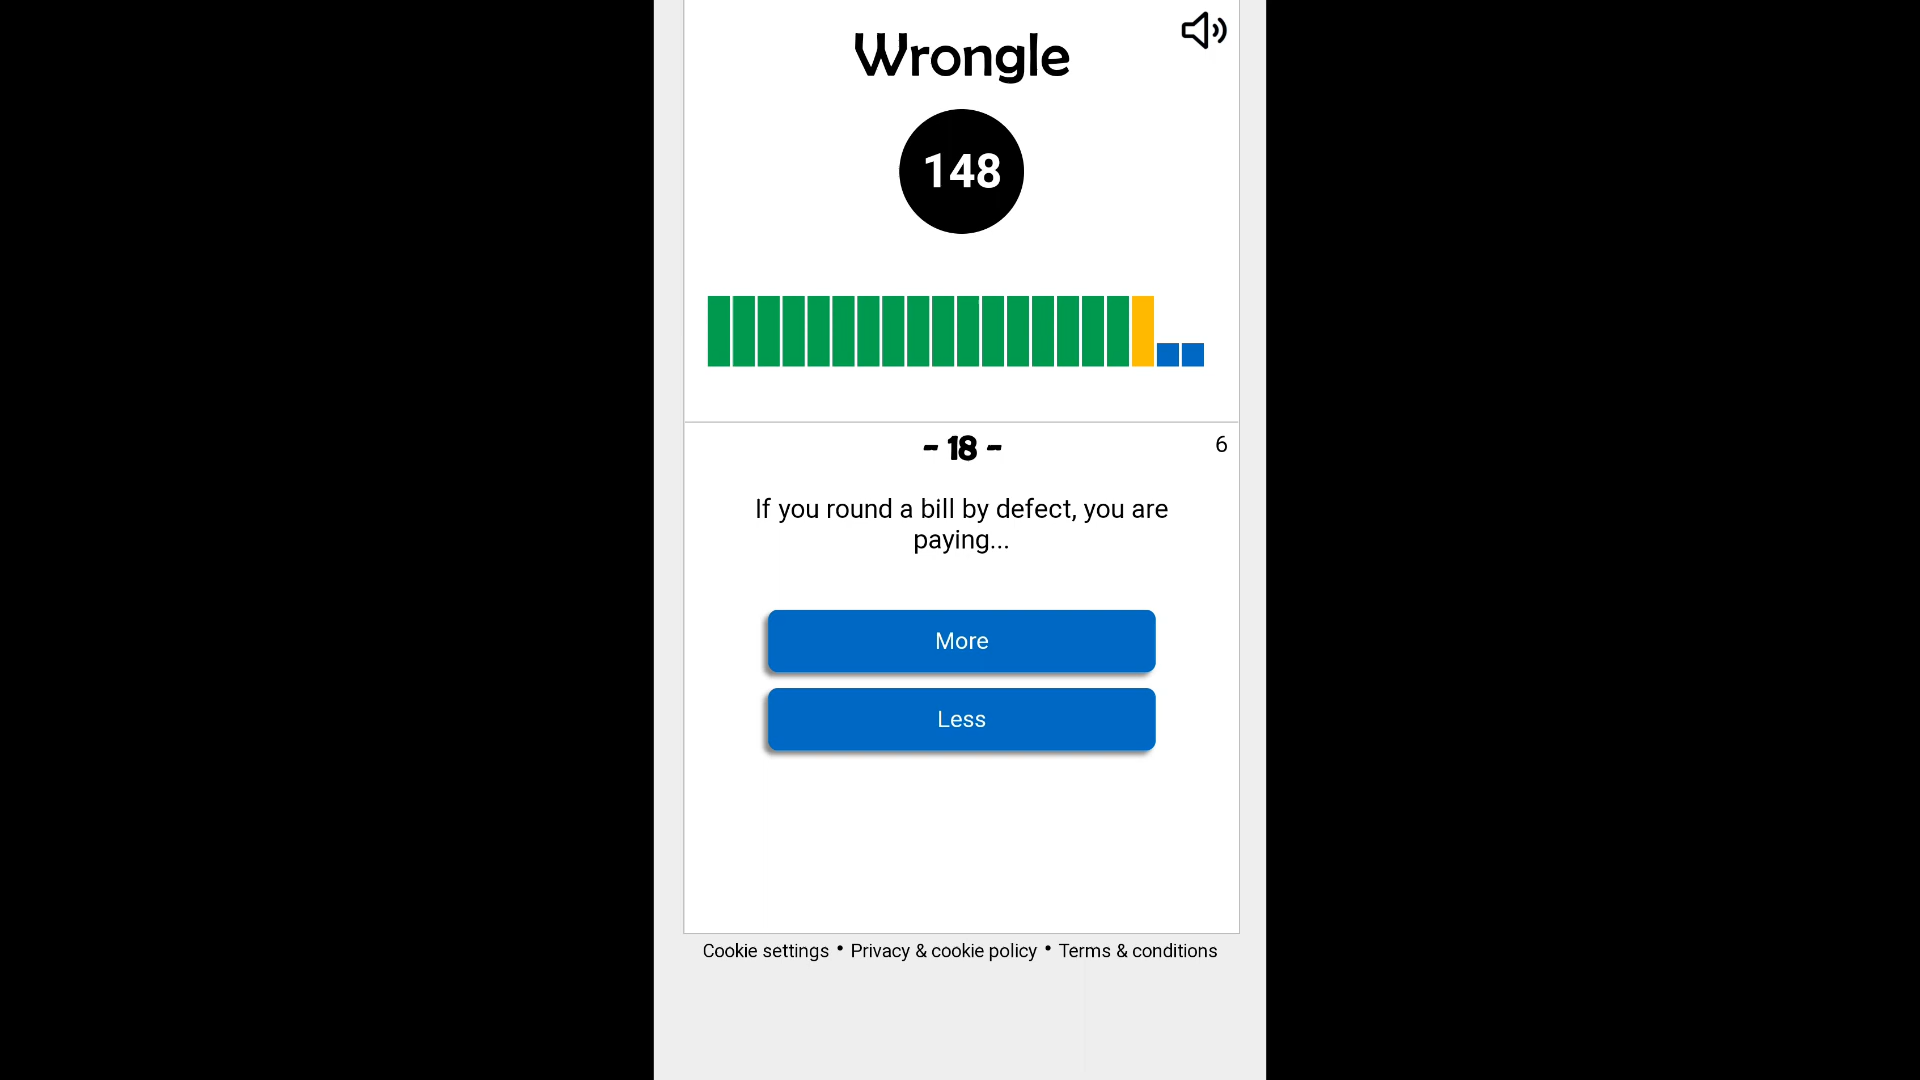 Wrongle
148
- 18 -
6
If you round a bill by defect, you are
paying...
More
Less
Cookie settings • Privacy & cookie policy • Terms & conditions